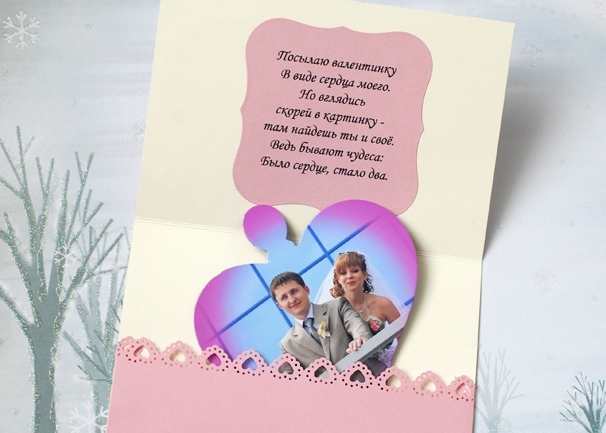 Посылаю валентинку
В виде сердца моего.
Но вглядись
скорей в картинку -
там найдешь ты и своё.
Ведь бывают чудеса:
Было сердце, стало два.